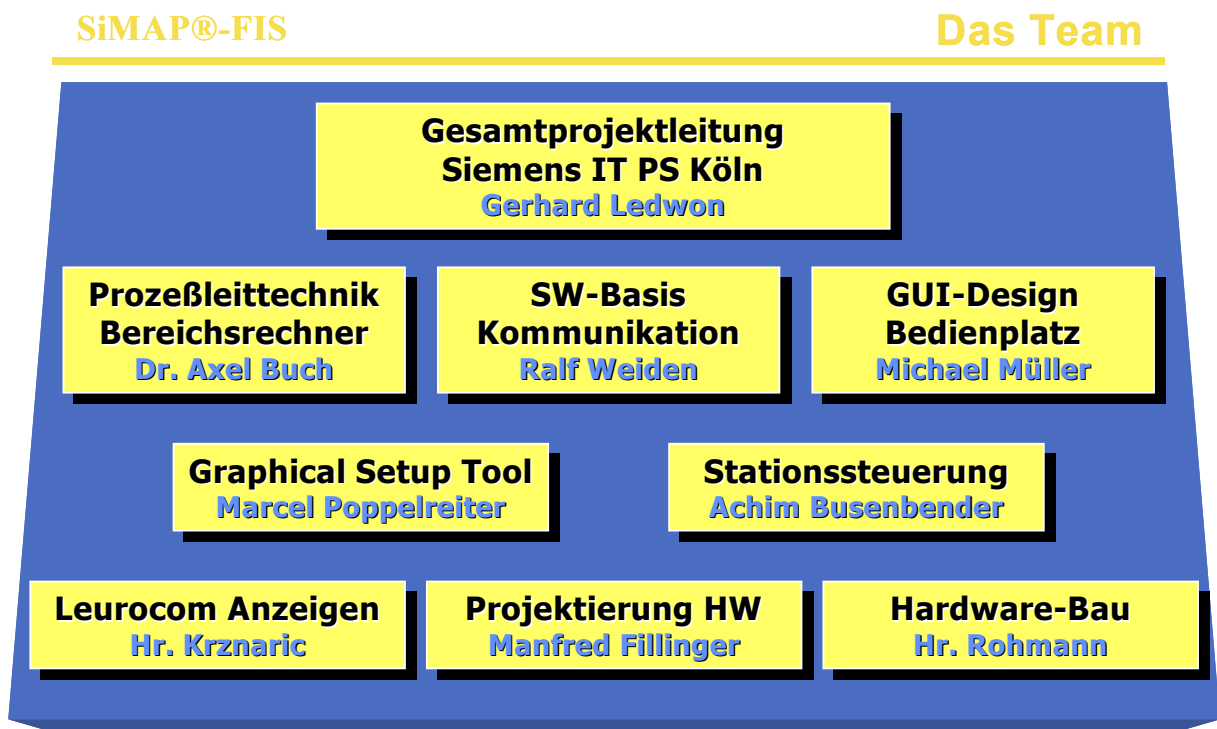 SiMAP®-FIS
Das Team
Gesamtprojektleitung
Siemens IT PS Köln
Gerhard Ledwon
Prozeßleittechnik
Bereichsrechner
Dr. Axel Buch
SW-Basis
Kommunikation
Ralf Weiden
GUI-Design
Bedienplatz
Michael Müller
Graphical Setup Tool
Marcel Poppelreiter
Stationssteuerung
Achim Busenbender
Leurocom Anzeigen
Hr. Krznaric
Projektierung HW
Manfred Fillinger
Hardware-Bau
Hr. Rohmann